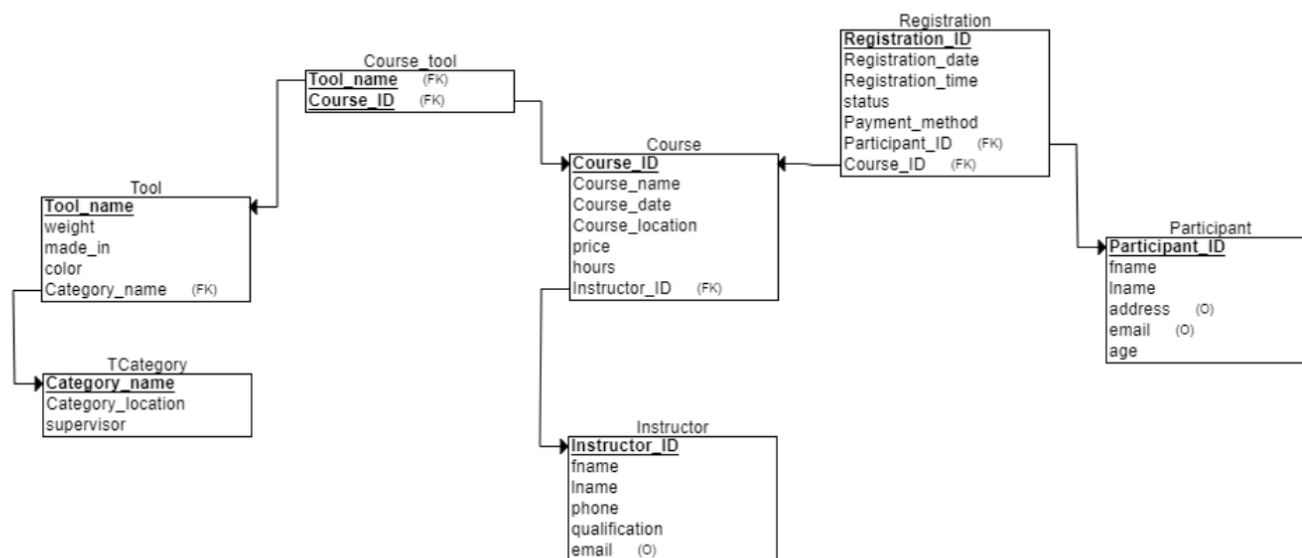 Registration
Registration_ID
Registration_date
Registration_time
status
Payment_method
Participant_ID (FK)
Course_ID (FK)
Course_tool
Tool_name (FK)
Course_ID (FK)
Course
Course_ID
Course_name
Course_date
Course_location
price
hours
Instructor_ID (FK)
Tool
Tool_name
weight
made_in
color
Category_name (FK)
Participant
Participant_ID
fname
lname
address (O)
email (O)
age
TCategory
Category_name
Category_location
supervisor
Instructor
Instructor_ID
fname
lname
phone
qualification
email (O)